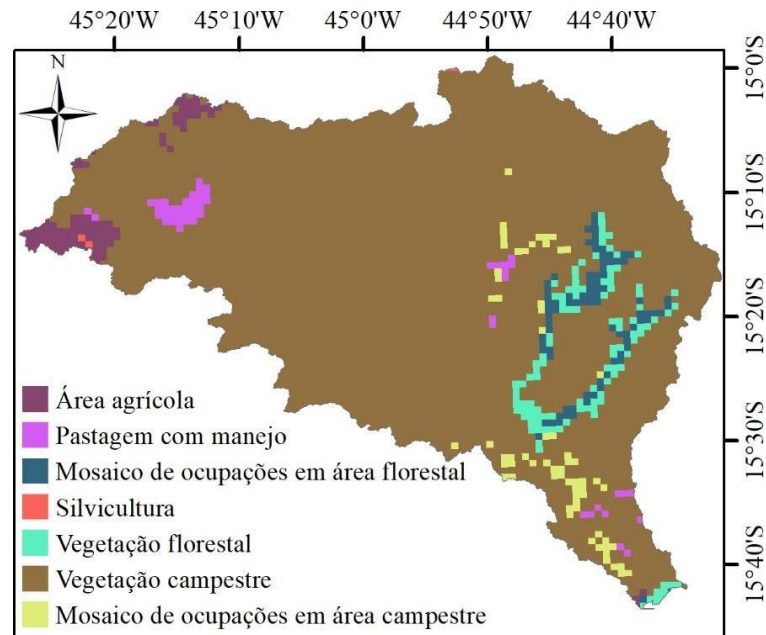 45°20'W 45°10'W 45°0'W 44°50'W 44°40'W
N
15°0'S
15°10'S
15°20'S
15°30'S
15°40'S
Área agrícola
Pastagem com manejo
Mosaico de ocupações em área florestal
Silvicultura
Vegetação florestal
Vegetação campestre
Mosaico de ocupações em área campestre